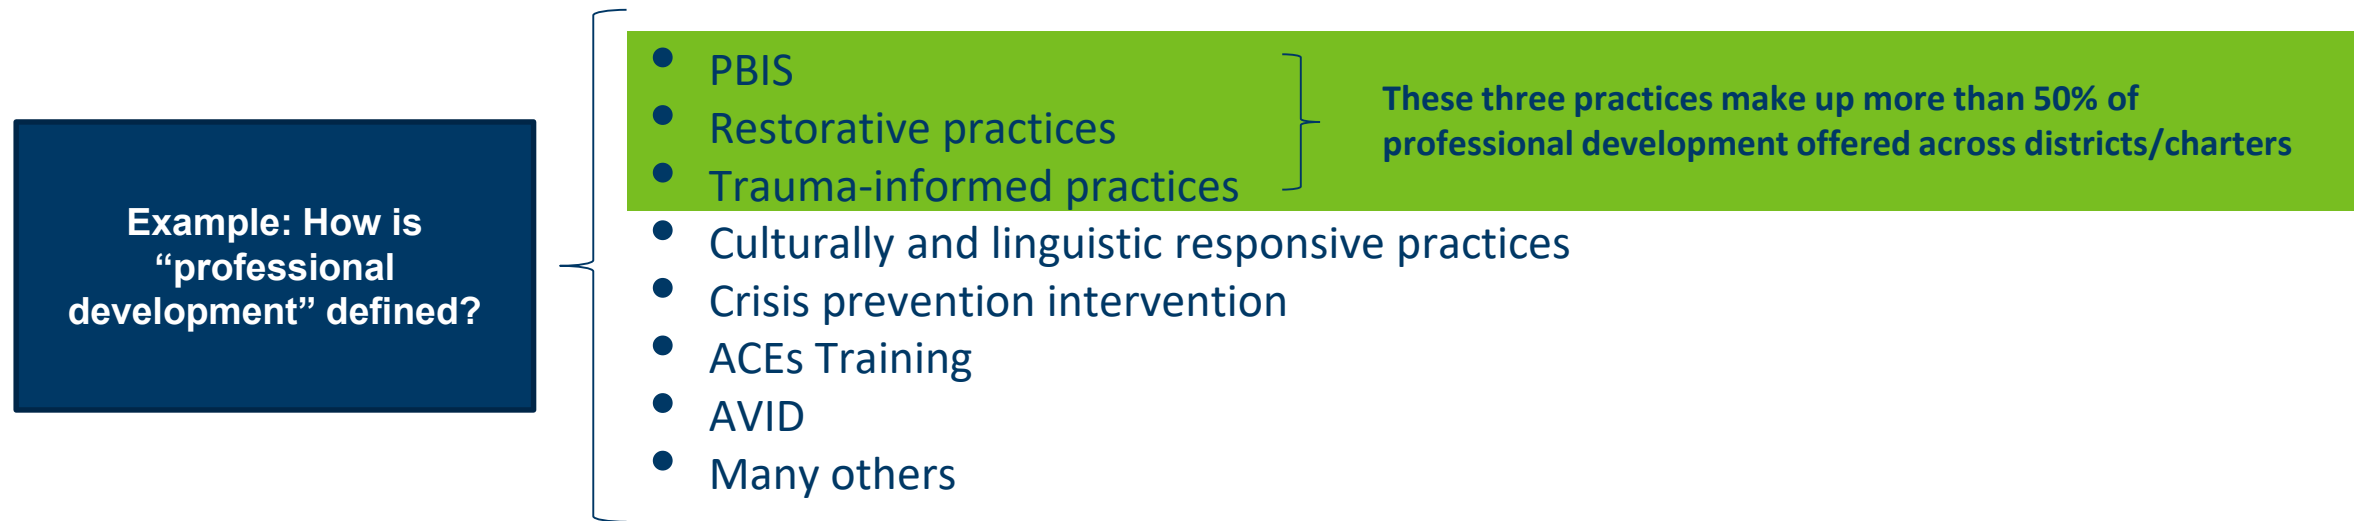 Example: How is
“professional
development” defined?
• PBIS
• Restorative practices
• Trauma-informed practices
• Culturally and linguistic responsive practices
• Crisis prevention intervention
• ACEs Training
• AVID
• Many others
These three practices make up more than 50% of
professional development offered across districts/charters